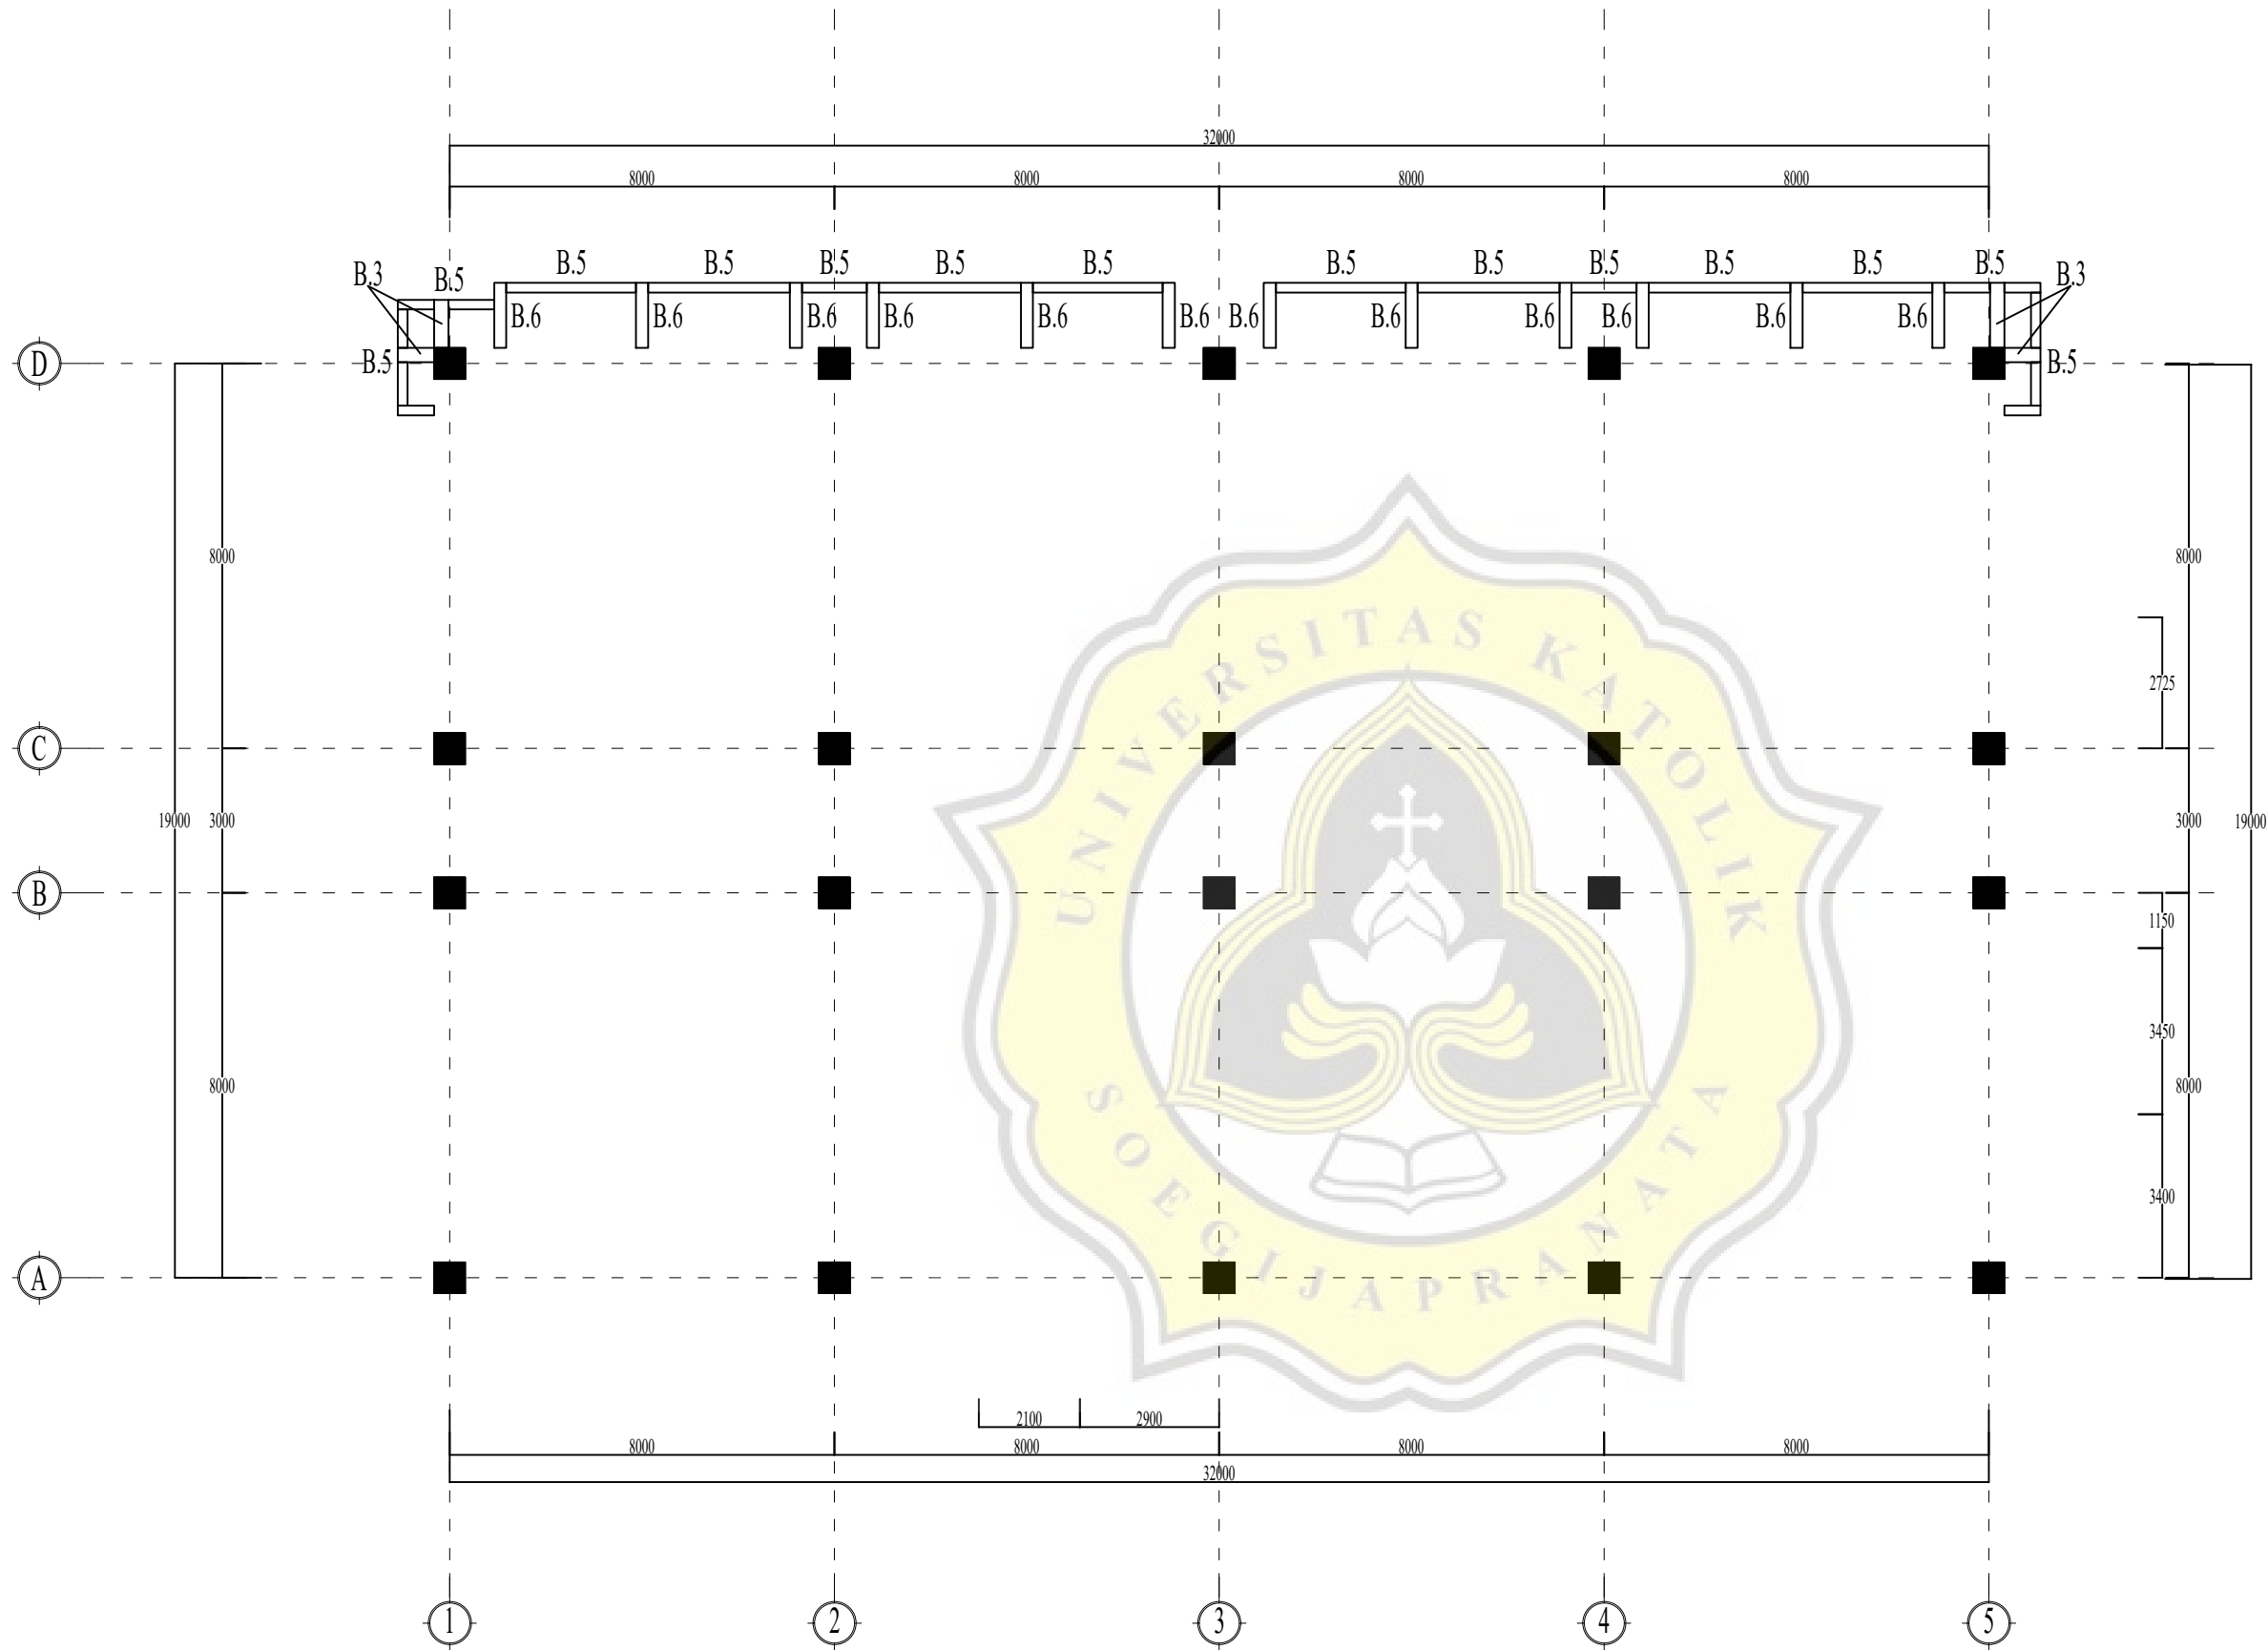 32000
8000 8000 8000 8000
B.5 B.5 B.5 B.5 B.5 B.5 B.5 B.5 B.5 B.5 B.5
B.3 B.5 B.3
B.6 B.6 B.6 B.6 B.6 B.6 B.6 B.6 B.6 B.6 B.6 B.6
D B.5 B.5
8000 8000
UNIVERSITAS KATOLIK
2725
C
19000 3000 3000 19000
B
1150
3450
8000 8000
SOEGIJAPRANATA
3400
A
2100 2900
8000 8000 8000 8000
32000
1 2 3 4 5